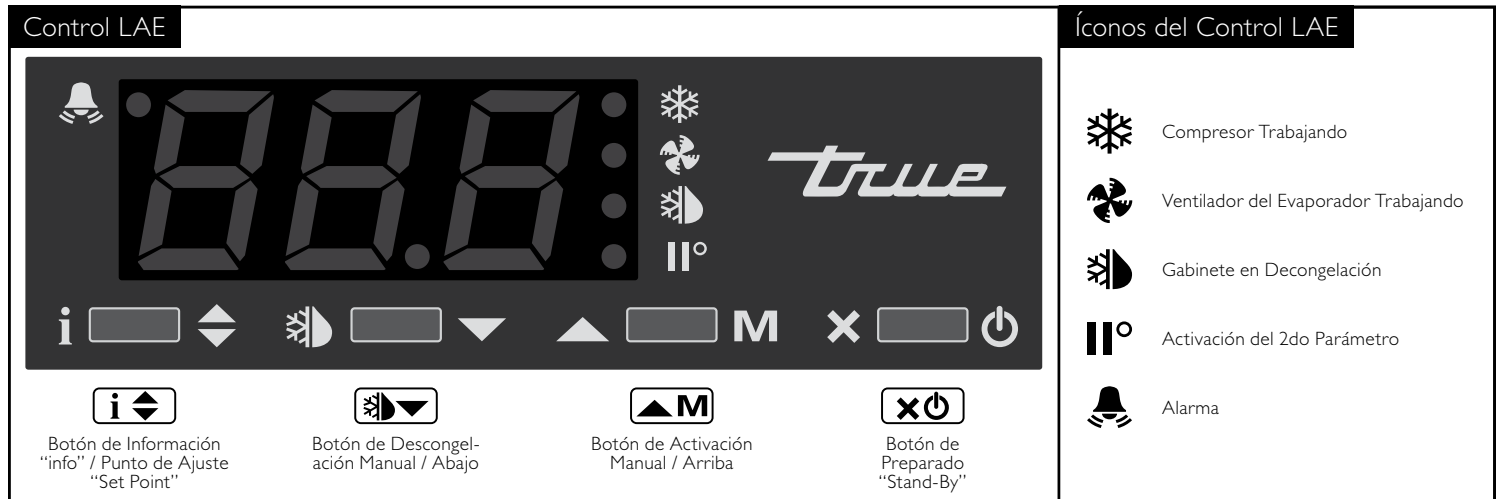 Control LAE
true
i
M
i
M
Botón de Información
“info” / Punto de Ajuste
“Set Point”
Botón de Descongel-
ación Manual / Abajo
Botón de Activación
Manual / Arriba
Botón de
Preparado
“Stand-By”
Íconos del Control LAE
Compresor Trabajando
Ventilador del Evaporador Trabajando
Gabinete en Decongelación
Activación del 2do Parámetro
Alarma